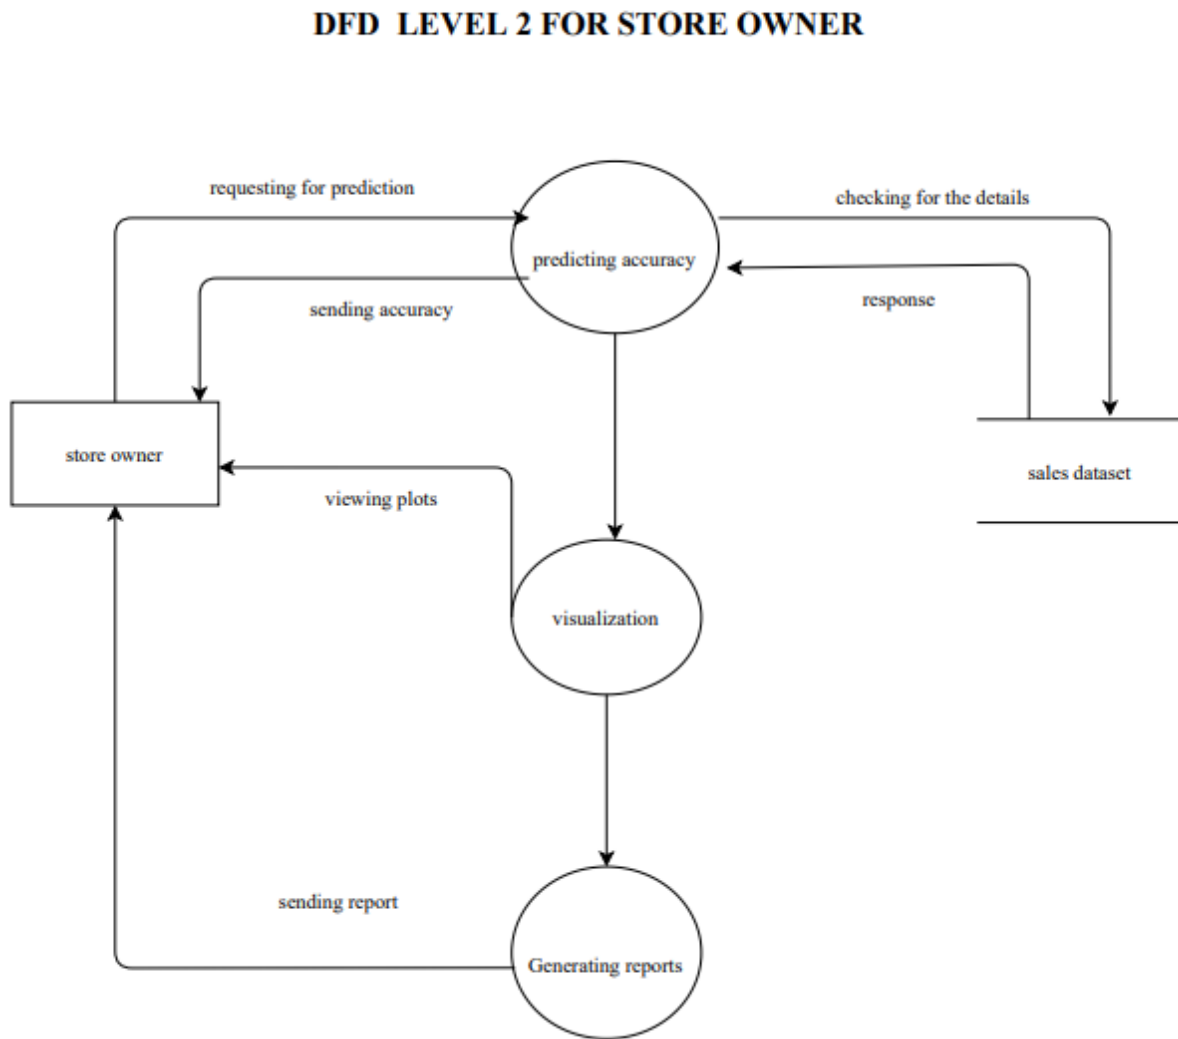 DFD LEVEL 2 FOR STORE OWNER
requesting for prediction
checking for the details
predicting accuracy
sending accuracy
response
store owner
viewing plots
sales dataset
visualization
sending report
Generating reports